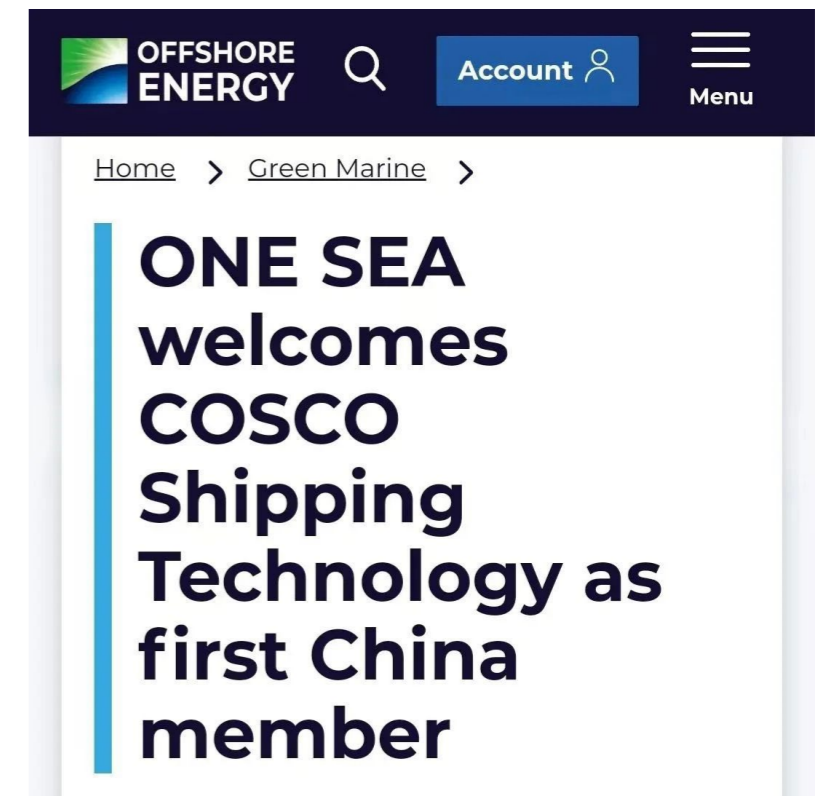 OFFSHORE
ENERGY
Account
Menu
Home > Green Marine >
ONE SEA
welcomes
COSCO
Shipping
Technology as
first China
member